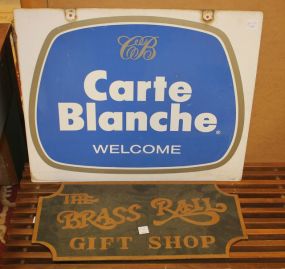 CB
Carte
Blanche®
WELCOME
THE
BRASS RAIL
GIFT SHOP